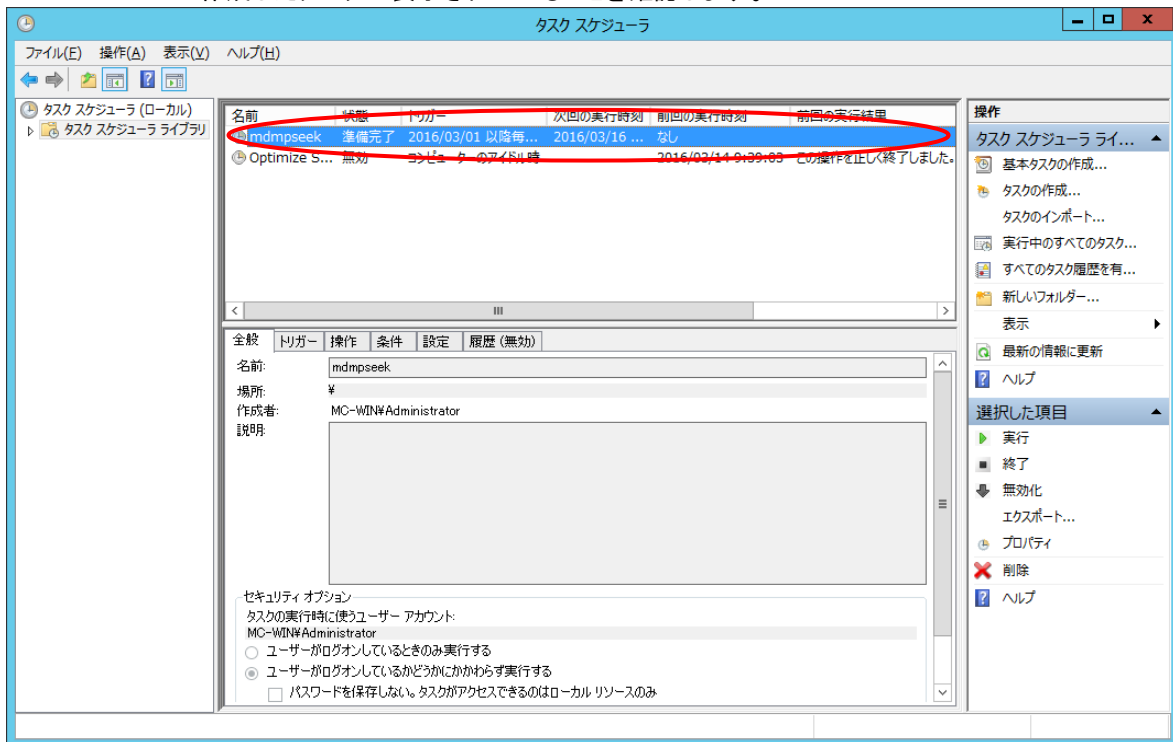 タスク スケジューラ
ファイル(F) 操作(A) 表示(V) ヘルプ(H)
タスク スケジューラ (ローカル)
タスク スケジューラ ライブラリ
名前 状態 トリガー 次回の実行時刻 前回の実行時刻 前回の実行結果
mdmpseek 準備完了 2016/03/01 以降毎... 2016/03/16 ... なし
Optimize S... 無効 コンピューターのアイドル時 2016/03/14 9:39:03 この操作を正しく終了しました。
全般 トリガー 操作 条件 設定 履歴 (無効)
名前: mdmpseek
場所: ¥
作成者: MC-WIN¥Administrator
説明:
セキュリティ オプション
タスクの実行時に使うユーザー アカウント:
MC-WIN¥Administrator
ユーザーがログオンしているときのみ実行する
ユーザーがログオンしているかどうかにかかわらず実行する
パスワードを保存しない。タスクがアクセスできるのはローカル リソースのみ
操作
タスク スケジューラ ライ...
基本タスクの作成...
タスクの作成...
タスクのインポート...
実行中のすべてのタスク...
すべてのタスク履歴を有...
新しいフォルダー...
表示
最新の情報に更新
ヘルプ
選択した項目
実行
終了
無効化
エクスポート...
プロパティ
削除
ヘルプ